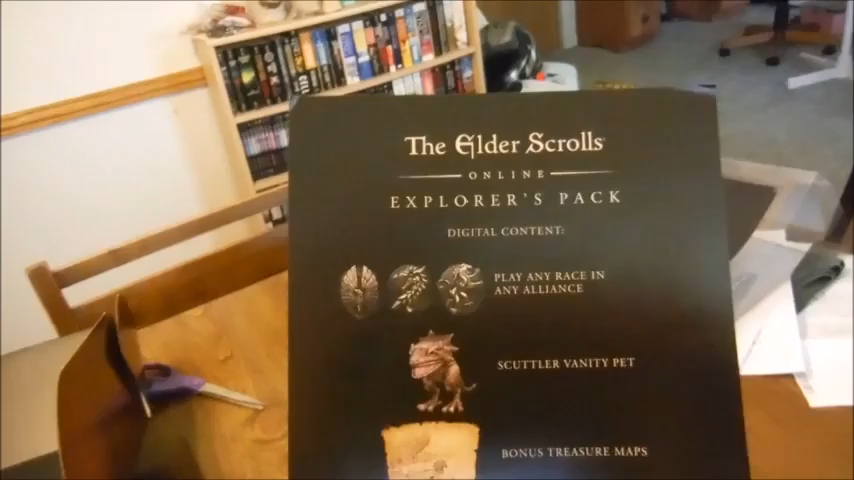 The Elder Scrolls
ONLINE
EXPLORER'S PACK
DIGITAL CONTENT:
PLAY ANY RACE IN
ANY ALLIANCE
SCUTTLER VANITY PET
BONUS TREASURE MAPS